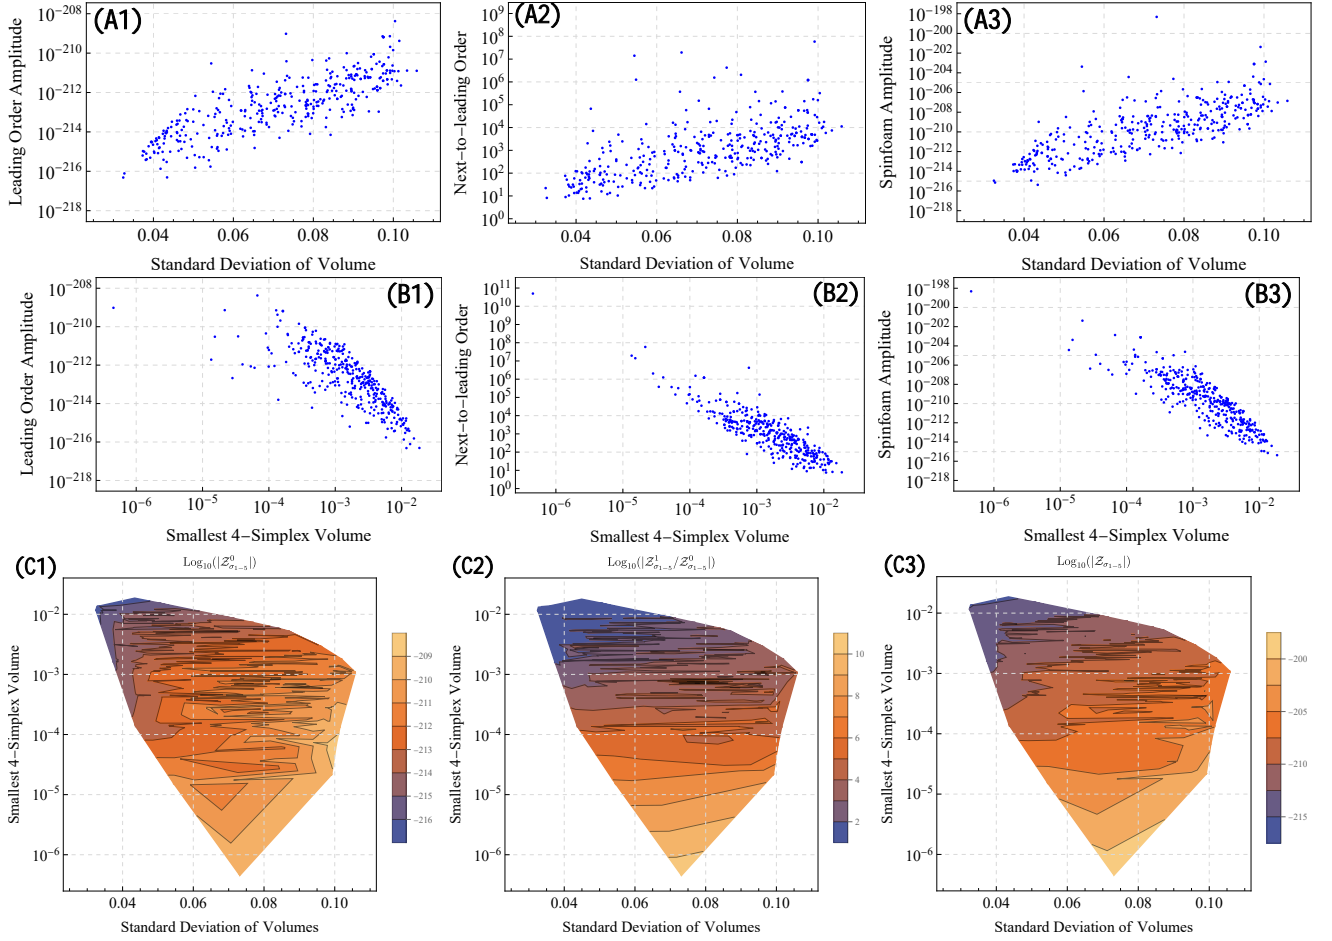 (A1)
Leading Order Amplitude
10^-208
10^-210
10^-212
10^-214
10^-216
10^-218
0.04 0.06 0.08 0.10
Standard Deviation of Volume
(A2)
Next-to-leading Order
10^9
10^8
10^7
10^6
10^5
10^4
10^3
10^2
10^1
10^0
0.04 0.06 0.08 0.10
Standard Deviation of Volume
(A3)
Spinfoam Amplitude
10^-198
10^-200
10^-202
10^-204
10^-206
10^-208
10^-210
10^-212
10^-214
10^-216
10^-218
0.04 0.06 0.08 0.10
Standard Deviation of Volume
(B1)
Leading Order Amplitude
10^-208
10^-210
10^-212
10^-214
10^-216
10^-218
10^-6 10^-5 10^-4 10^-3 10^-2
Smallest 4-Simplex Volume
(B2)
Next-to-leading Order
10^11
10^10
10^9
10^8
10^7
10^6
10^5
10^4
10^3
10^2
10^1
10^0
10^-6 10^-5 10^-4 10^-3 10^-2
Smallest 4-Simplex Volume
(B3)
Spinfoam Amplitude
10^-198
10^-200
10^-202
10^-204
10^-206
10^-208
10^-210
10^-212
10^-214
10^-216
10^-218
10^-6 10^-5 10^-4 10^-3 10^-2
Smallest 4-Simplex Volume
(C1)
Log₁₀(|𝒵⁰_σ₁₋₅|)
Smallest 4-Simplex Volume
10^-2
10^-3
10^-4
10^-5
10^-6
0.04 0.06 0.08 0.10
Standard Deviation of Volumes
-209
-210
-211
-212
-213
-214
-215
-216
(C2)
Log₁₀(|𝒵¹_σ₁₋₅/𝒵⁰_σ₁₋₅|)
Smallest 4-Simplex Volume
10^-2
10^-3
10^-4
10^-5
10^-6
0.04 0.06 0.08 0.10
Standard Deviation of Volumes
10
8
6
4
2
(C3)
Log₁₀(|𝒵_σ₁₋₅|)
Smallest 4-Simplex Volume
10^-2
10^-3
10^-4
10^-5
10^-6
0.04 0.06 0.08 0.10
Standard Deviation of Volumes
-200
-205
-210
-215